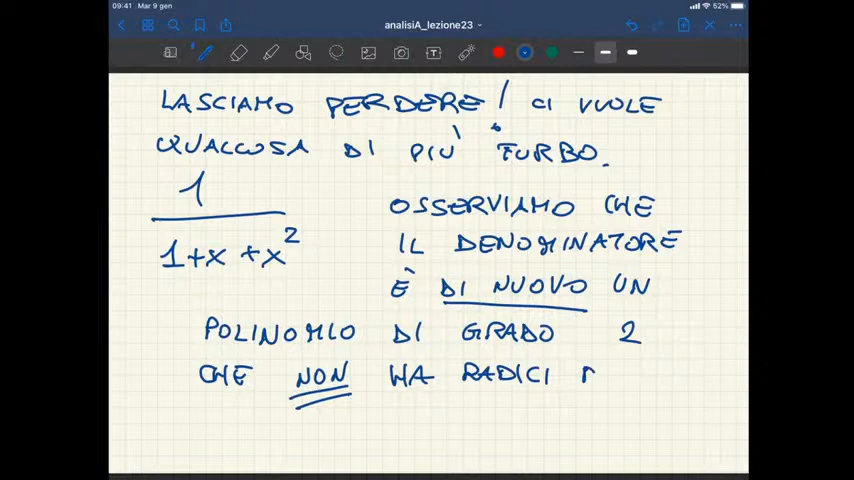 09:41 Mar 9 gen
52%
analisiA_lezione23
LASCIAMO PERDERE! CI VUOLE
QUALCOSA DI PIÙ FURBO.
1
1+x+x²
OSSERVIAMO CHE
IL DENOMINATORE
È DI NUOVO UN
POLINOMIO DI GRADO 2
CHE NON HA RADICI r